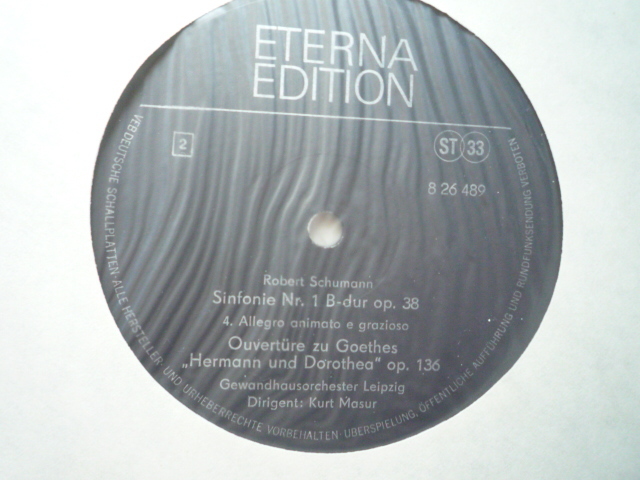 ETERNA
EDITION
2
ST 33
8 26 489
Robert Schumann
Sinfonie Nr. 1 B-dur op. 38
4. Allegro animato e grazioso
Ouvertüre zu Goethes
„Hermann und Dorothea“ op. 136
Gewandhausorchester Leipzig
Dirigent: Kurt Masur
VEB DEUTSCHE SCHALLPLATTEN · ALLE HERSTELLER- UND URHEBERRECHTE VORBEHALTEN · ÜBERSPIELUNG, ÖFFENTLICHE AUFFÜHRUNG UND RUNDFUNKSENDUNG VERBOTEN